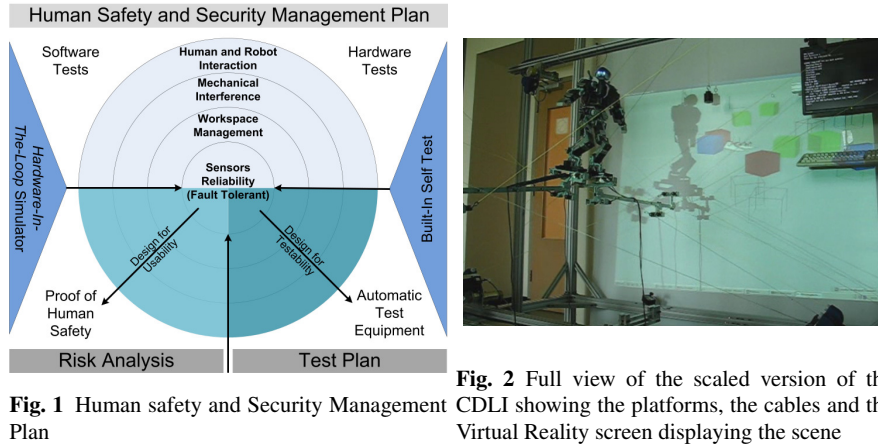 Human Safety and Security Management Plan
Software
Tests
Hardware
Tests
Human and Robot
Interaction
Mechanical
Interference
Workspace
Management
Sensors
Reliability
(Fault Tolerant)
Hardware-In-
The-Loop Simulator
Built-In Self Test
Design for
Usability
Design for
Testability
Proof of
Human
Safety
Automatic
Test
Equipment
Risk Analysis
Test Plan
Fig. 1 Human safety and Security Management
Plan
Fig. 2 Full view of the scaled version of th
CDLI showing the platforms, the cables and th
Virtual Reality screen displaying the scene